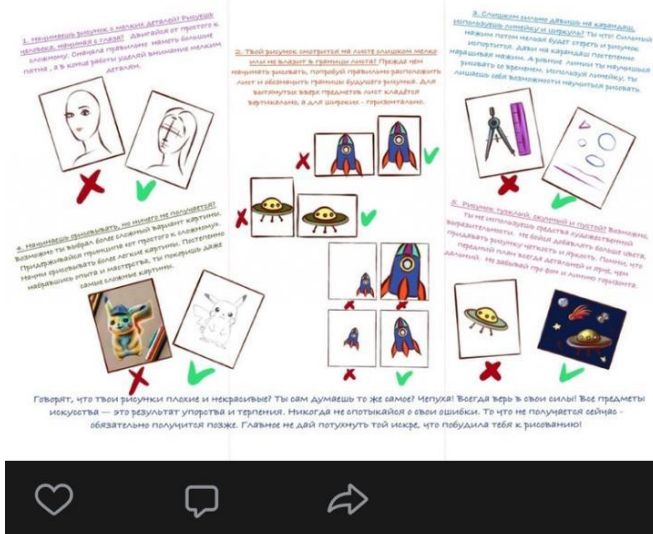 1. Начинаешь рисунок с мелких деталей? Рисуешь
человека, начиная с глаза? Двигайся от простого к
сложному. Сначала правильно наметь большие
пятна, а в конце работы уделяй внимание мелким
деталям.
2. Твой рисунок смотрится на листе слишком мелко
или не влазит в границы листа? Прежде чем
начинать рисовать, попробуй правильно расположить
лист и обозначить границы будущего рисунка. Для
вытянутых вверх предметов лист кладётся
вертикально, а для широких - горизонтально.
3. Слишком сильно давишь на карандаш,
используешь линейку и циркуль? Ты что! Сильный
нажим потом нельзя будет стереть и рисунок
испортится. Дави на карандаш постепенно
наращивая нажим. А ровные линии ты научишься
рисовать со временем. Используя линейку, ты
лишаешь себя возможности научиться рисовать.
4. Начинаешь срисовывать, но ничего не получается?
Возможно ты выбрал более сложный вариант картины.
Придерживайся принципа от простого к сложному.
Начни срисовывать более легкие картины. Постепенно
набравшись опыта и мастерства, ты покоришь даже
самые сложные картины.
5. Рисунок тусклый, скучный и пустой? Возможно,
ты не используешь средства художественной
выразительности. Не бойся добавлять больше цвета,
придавать рисунку четкость и яркость. Помни, что
передний план всегда детальней и ярче, чем
дальний. Не забывай про фон и линию горизонта.
Говорят, что твои рисунки плохие и некрасивые? Ты сам думаешь то же самое? Чепуха! Всегда верь в свои силы! Все предметы
искусства — это результат упорства и терпения. Никогда не спотыкайся о свои ошибки. То что не получается сейчас -
обязательно получится позже. Главное не дай потухнуть той искре, что побудила тебя к рисованию!